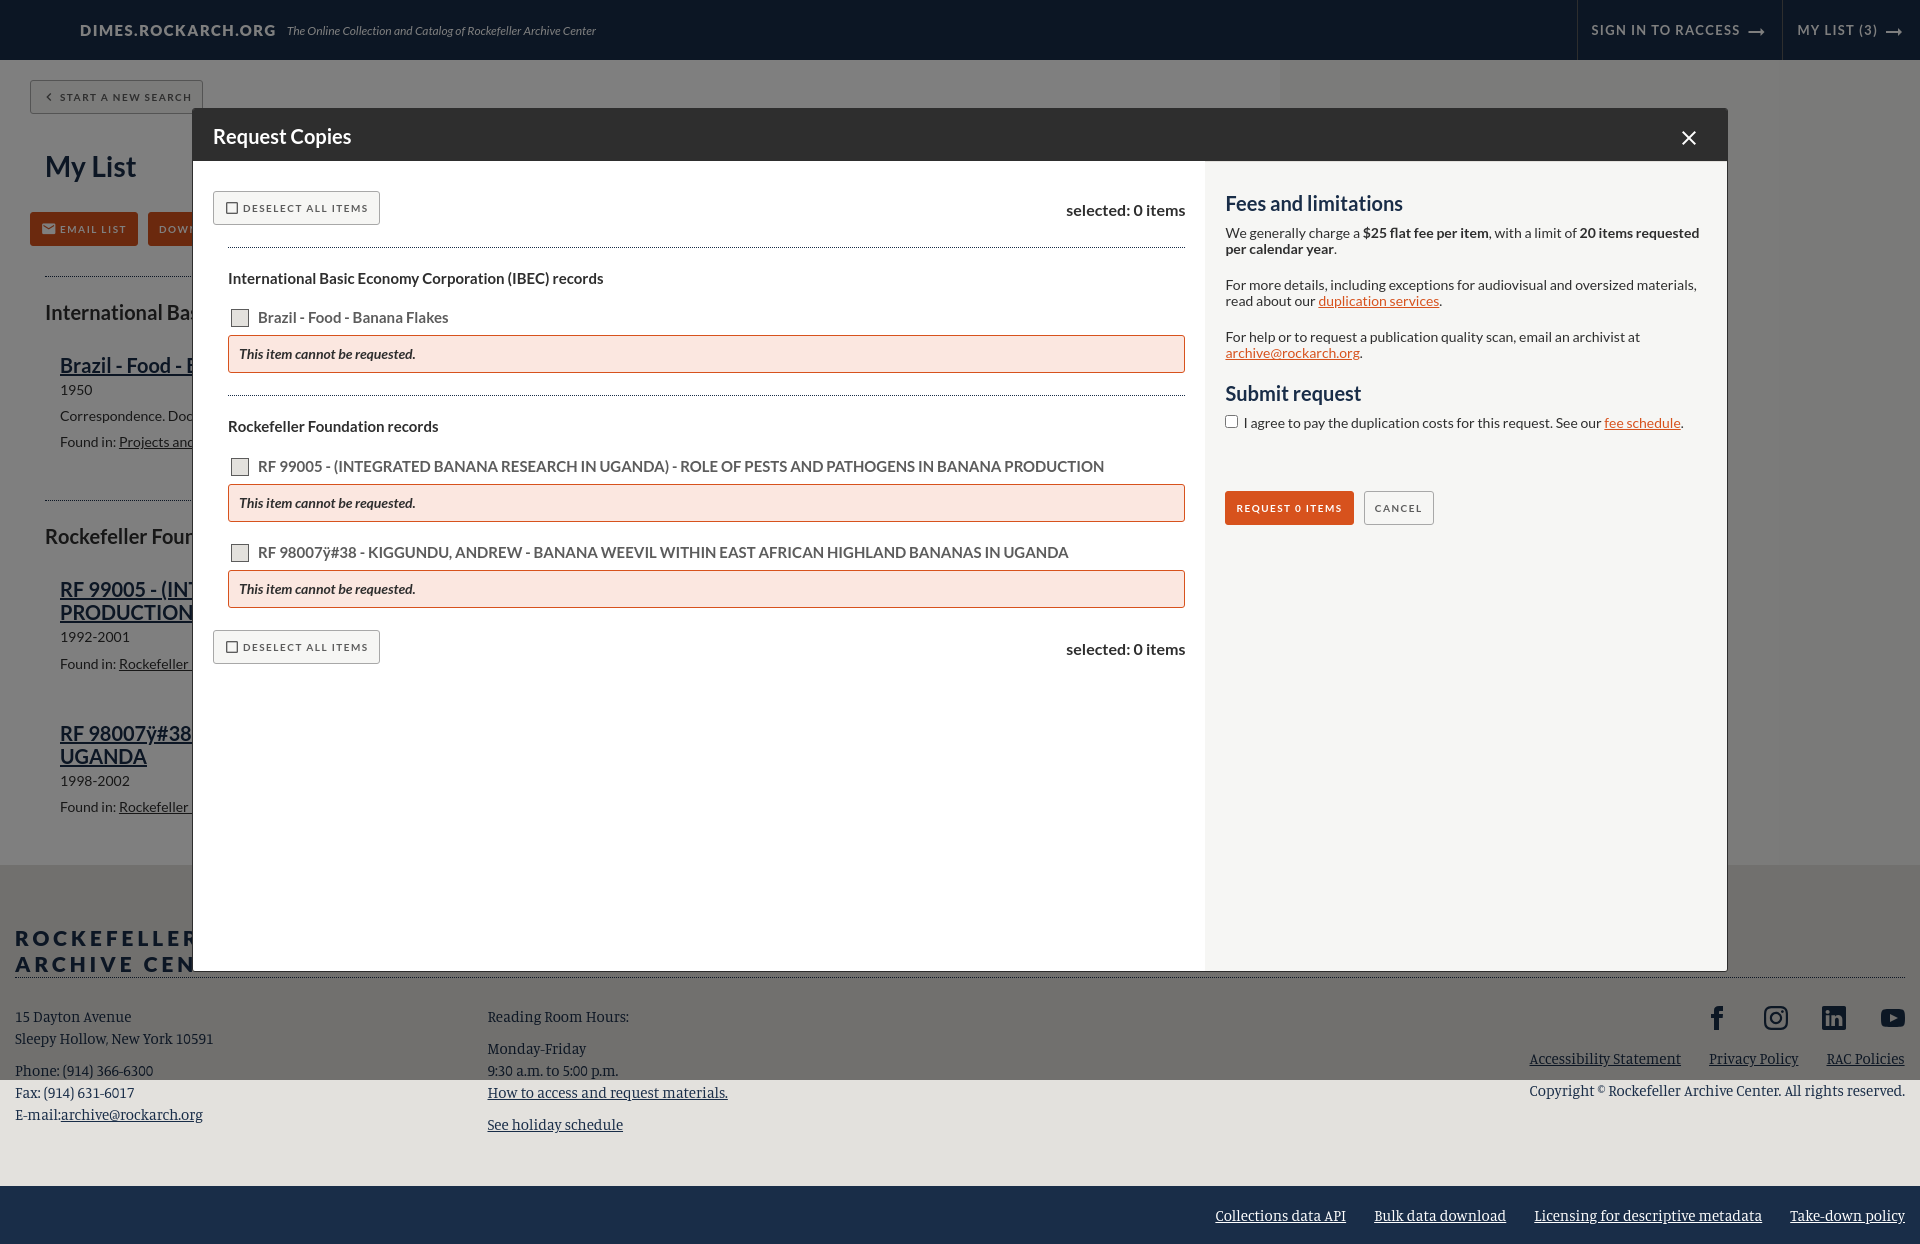 DIMES.ROCKARCH.ORG The Online Collection and Catalog of Rockefeller Archive Center
SIGN IN TO RACCESS
MY LIST (3)
START A NEW SEARCH
My List
EMAIL LIST
International
Brazil - Food -
1950
Correspondence.
Found in: Projects and
Rockefeller
RF 99005 -
PRODUCTION
1992-2001
Found in: Rockefeller
RF 98007ÿ#38
UGANDA
1998-2002
Found in: Rockefeller
Request Copies
DESELECT ALL ITEMS
selected: 0 items
International Basic Economy Corporation (IBEC) records
Brazil - Food - Banana Flakes
This item cannot be requested.
Rockefeller Foundation records
RF 99005 - (INTEGRATED BANANA RESEARCH IN UGANDA) - ROLE OF PESTS AND PATHOGENS IN BANANA PRODUCTION
This item cannot be requested.
RF 98007ÿ#38 - KIGGUNDU, ANDREW - BANANA WEEVIL WITHIN EAST AFRICAN HIGHLAND BANANAS IN UGANDA
This item cannot be requested.
DESELECT ALL ITEMS
selected: 0 items
Fees and limitations
We generally charge a $25 flat fee per item, with a limit of 20 items requested
per calendar year.
For more details, including exceptions for audiovisual and oversized materials,
read about our duplication services.
For help or to request a publication quality scan, email an archivist at
archive@rockarch.org.
Submit request
I agree to pay the duplication costs for this request. See our fee schedule.
REQUEST 0 ITEMS
CANCEL
ROCKEFELLER
ARCHIVE
15 Dayton Avenue
Sleepy Hollow, New York 10591
Phone: (914) 366-6300
Fax: (914) 631-6017
E-mail:archive@rockarch.org
Reading Room Hours:
Monday-Friday
9:30 a.m. to 5:00 p.m.
How to access and request materials.
See holiday schedule
Accessibility Statement
Privacy Policy
RAC Policies
Copyright © Rockefeller Archive Center. All rights reserved.
Collections data API
Bulk data download
Licensing for descriptive metadata
Take-down policy